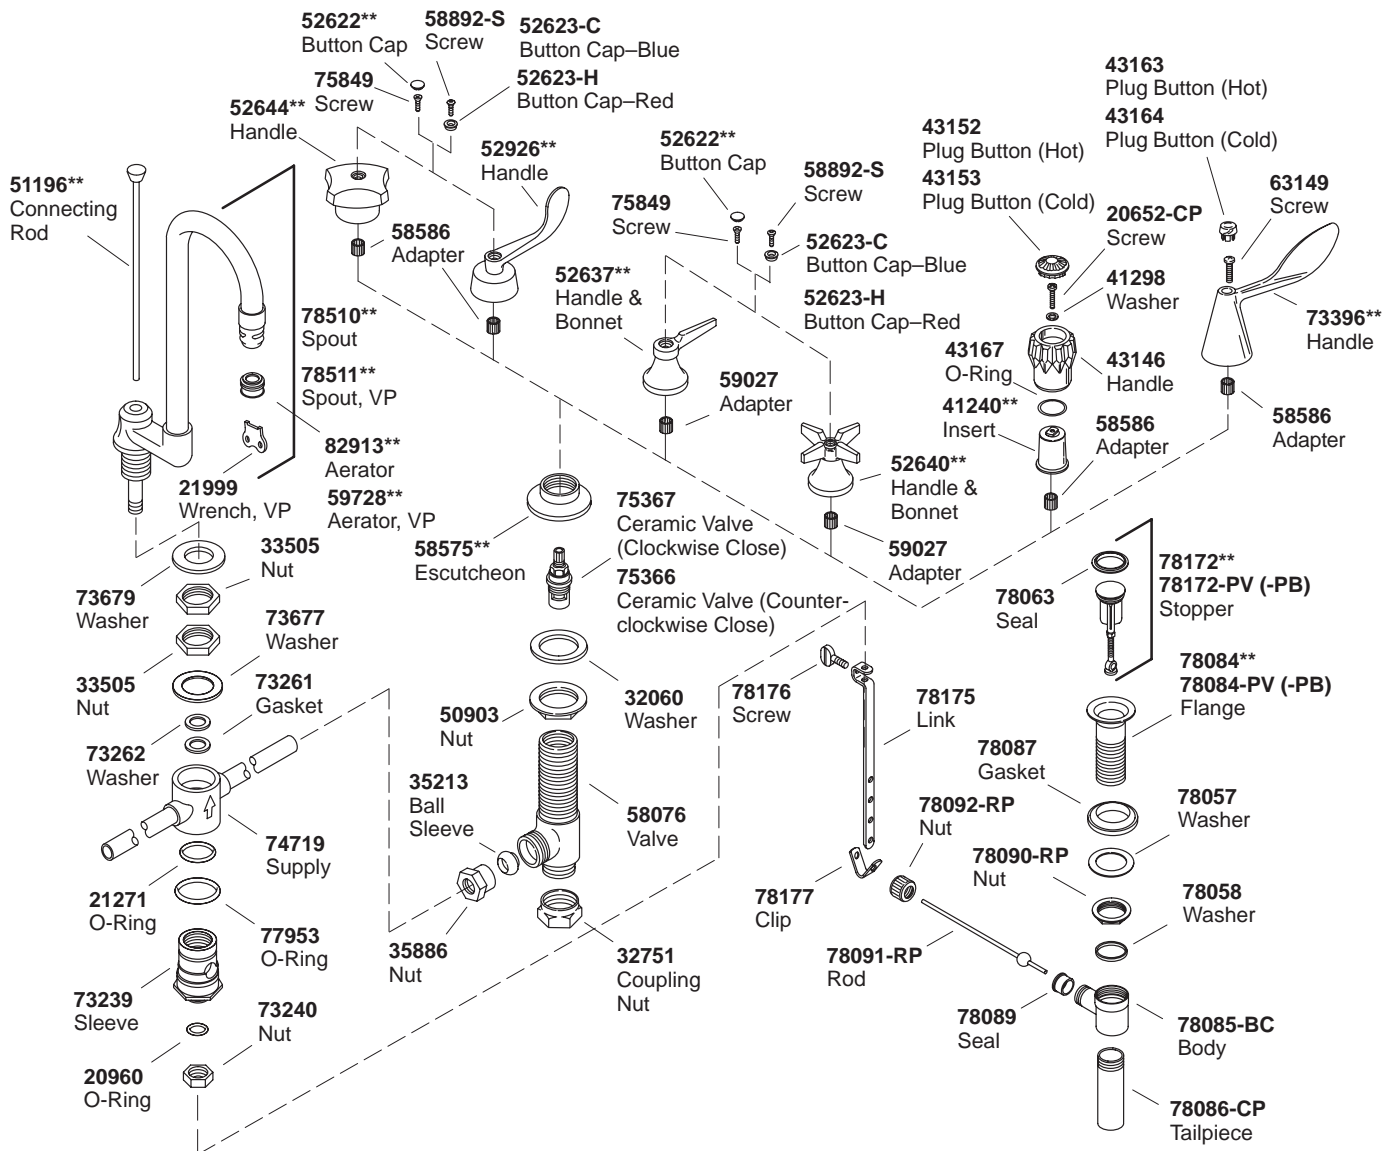 52622**
Button Cap
58892-S
Screw
52623-C
Button Cap–Blue
52623-H
Button Cap–Red
75849
Screw
52644**
Handle
52926**
Handle
51196**
Connecting
Rod
58586
Adapter
78510**
Spout
78511**
Spout, VP
82913**
Aerator
59728**
Aerator, VP
21999
Wrench, VP
52622**
Button Cap
58892-S
Screw
75849
Screw
52623-C
Button Cap–Blue
52623-H
Button Cap–Red
52637**
Handle &
Bonnet
59027
Adapter
52640**
Handle &
Bonnet
59027
Adapter
43152
Plug Button (Hot)
43153
Plug Button (Cold)
20652-CP
Screw
41298
Washer
43167
O-Ring
43146
Handle
41240**
Insert
58586
Adapter
43163
Plug Button (Hot)
43164
Plug Button (Cold)
63149
Screw
73396**
Handle
58586
Adapter
33505
Nut
73679
Washer
73677
Washer
33505
Nut
73261
Gasket
73262
Washer
74719
Supply
21271
O-Ring
77953
O-Ring
73239
Sleeve
73240
Nut
20960
O-Ring
58575**
Escutcheon
75367
Ceramic Valve
(Clockwise Close)
75366
Ceramic Valve (Counter-
clockwise Close)
32060
Washer
50903
Nut
35213
Ball
Sleeve
58076
Valve
35886
Nut
32751
Coupling
Nut
78176
Screw
78175
Link
78177
Clip
78092-RP
Nut
78091-RP
Rod
78089
Seal
78063
Seal
78172**
78172-PV (-PB)
Stopper
78084**
78084-PV (-PB)
Flange
78087
Gasket
78057
Washer
78090-RP
Nut
78058
Washer
78085-BC
Body
78086-CP
Tailpiece